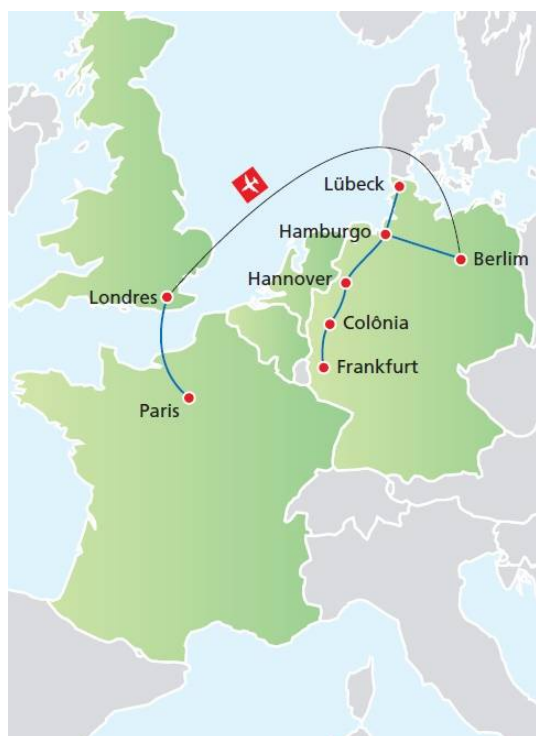 Lübeck
Hamburgo
Berlim
Hannover
Londres
Colônia
Frankfurt
Paris